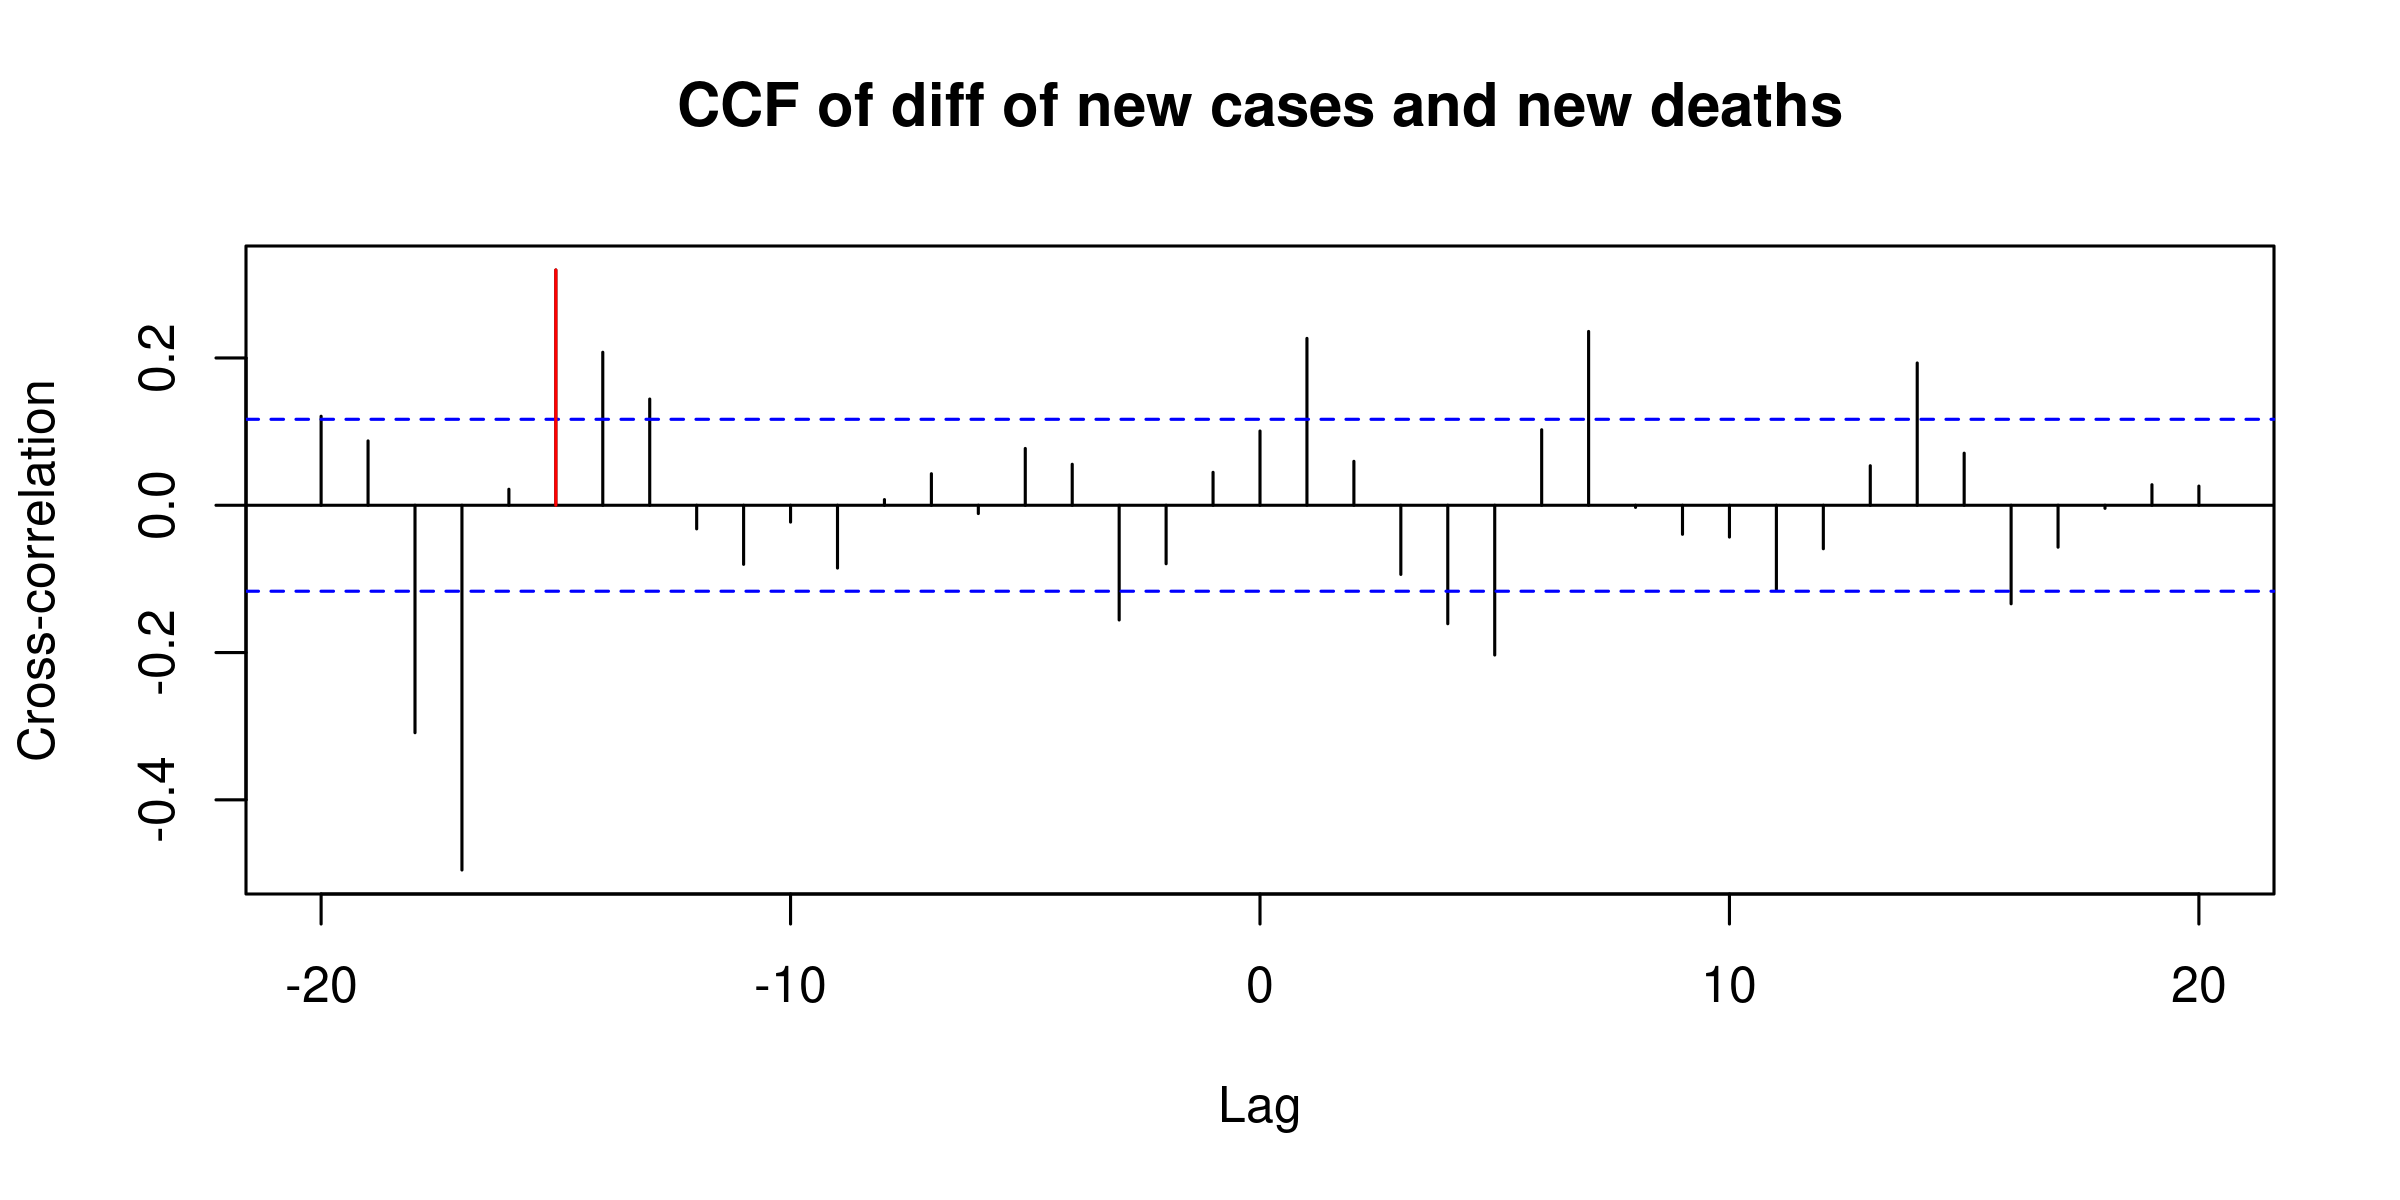 CCF of diff of new cases and new deaths
Cross-correlation
0.2
0.0
-0.2
-0.4
-20 -10 0 10 20
Lag